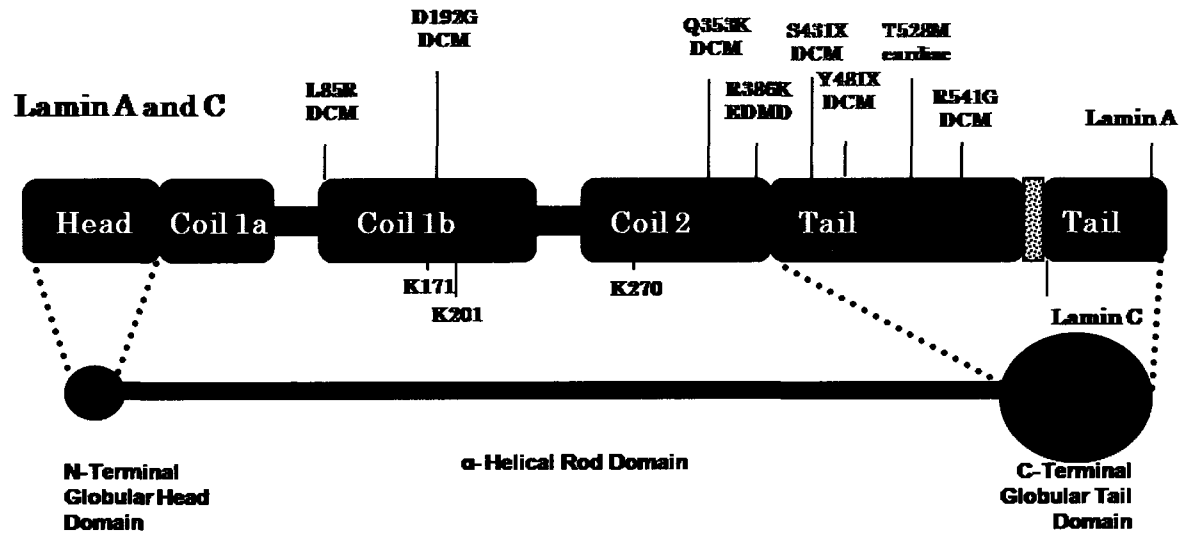 D192G
DCM
Q353K
DCM
S431X
DCM
T528M
cardiac
L85R
DCM
R386K
EDMD
Y481X
DCM
R541G
DCM
Lamin A and C
Lamin A
Head
Coil 1a
Coil 1b
Coil 2
Tail
Tail
K171
K201
K270
Lamin C
α-Helical Rod Domain
N-Terminal
Globular Head
Domain
C-Terminal
Globular Tail
Domain